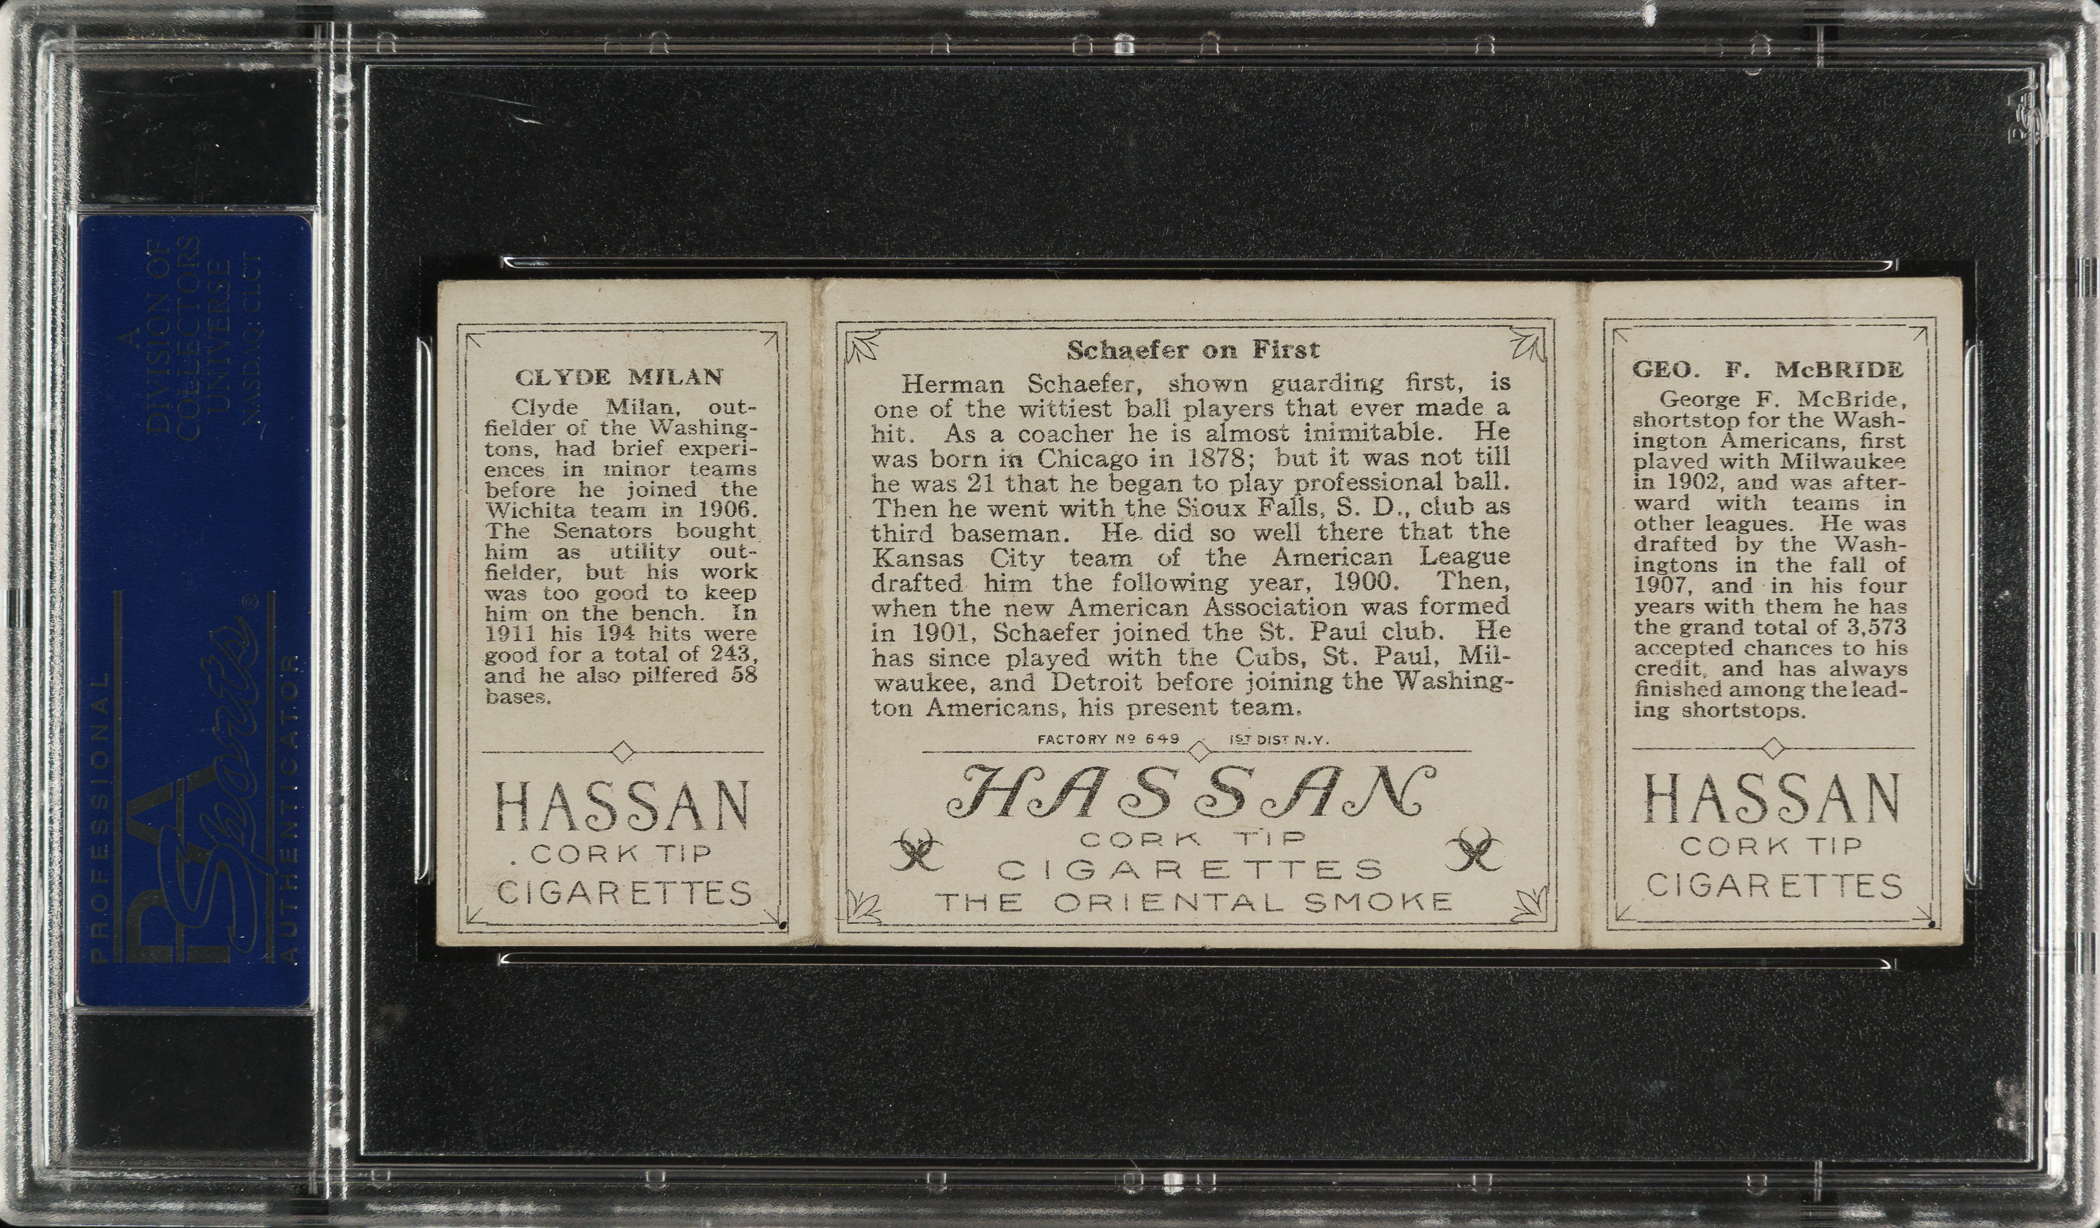 A
DIVISION OF
COLLECTORS
UNIVERSE
NASDAQ: CLCT
PROFESSIONAL
PSA
Sports®
AUTHENTICATOR
CLYDE MILAN
Clyde Milan, out-
fielder of the Washing-
tons, had brief experi-
ences in minor teams
before he joined the
Wichita team in 1906.
The Senators bought
him as utility out-
fielder, but his work
was too good to keep
him on the bench. In
1911 his 194 hits were
good for a total of 243,
and he also pilfered 58
bases.
HASSAN
CORK TIP
CIGARETTES
Schaefer on First
Herman Schaefer, shown guarding first, is
one of the wittiest ball players that ever made a
hit. As a coacher he is almost inimitable. He
was born in Chicago in 1878; but it was not till
he was 21 that he began to play professional ball.
Then he went with the Sioux Falls, S. D., club as
third baseman. He did so well there that the
Kansas City team of the American League
drafted him the following year, 1900. Then,
when the new American Association was formed
in 1901, Schaefer joined the St. Paul club. He
has since played with the Cubs, St. Paul, Mil-
waukee, and Detroit before joining the Washing-
ton Americans, his present team.
FACTORY Nº 649 1ST DIST N.Y.
HASSAN
CORK TIP
CIGARETTES
THE ORIENTAL SMOKE
GEO. F. McBRIDE
George F. McBride,
shortstop for the Wash-
ington Americans, first
played with Milwaukee
in 1902, and was after-
ward with teams in
other leagues. He was
drafted by the Wash-
ingtons in the fall of
1907, and in his four
years with them he has
the grand total of 3,573
accepted chances to his
credit, and has always
finished among the lead-
ing shortstops.
HASSAN
CORK TIP
CIGARETTES
PSA